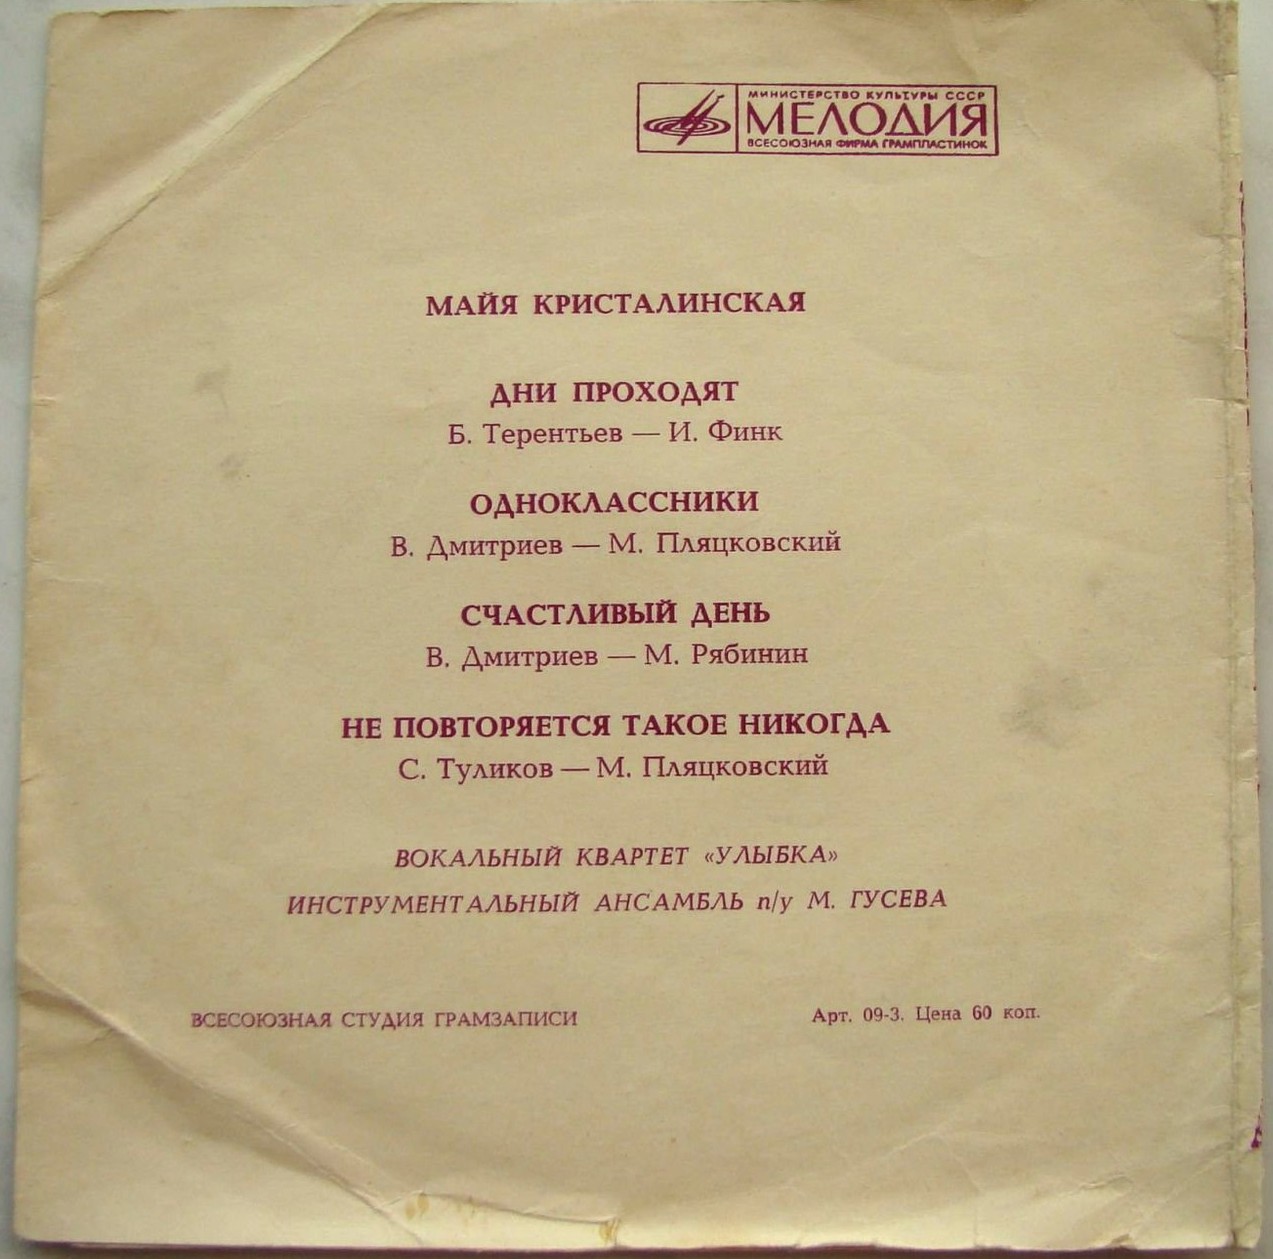 МИНИСТЕРСТВО КУЛЬТУРЫ СССР
МЕЛОДИЯ
ВСЕСОЮЗНАЯ ФИРМА ГРАМПЛАСТИНОК
МАЙЯ КРИСТАЛИНСКАЯ
ДНИ ПРОХОДЯТ
Б. Терентьев — И. Финк
ОДНОКЛАССНИКИ
В. Дмитриев — М. Пляцковский
СЧАСТЛИВЫЙ ДЕНЬ
В. Дмитриев — М. Рябинин
НЕ ПОВТОРЯЕТСЯ ТАКОЕ НИКОГДА
С. Туликов — М. Пляцковский
ВОКАЛЬНЫЙ КВАРТЕТ «УЛЫБКА»
ИНСТРУМЕНТАЛЬНЫЙ АНСАМБЛЬ п/у М. ГУСЕВА
ВСЕСОЮЗНАЯ СТУДИЯ ГРАМЗАПИСИ
Арт. 09-3. Цена 60 коп.